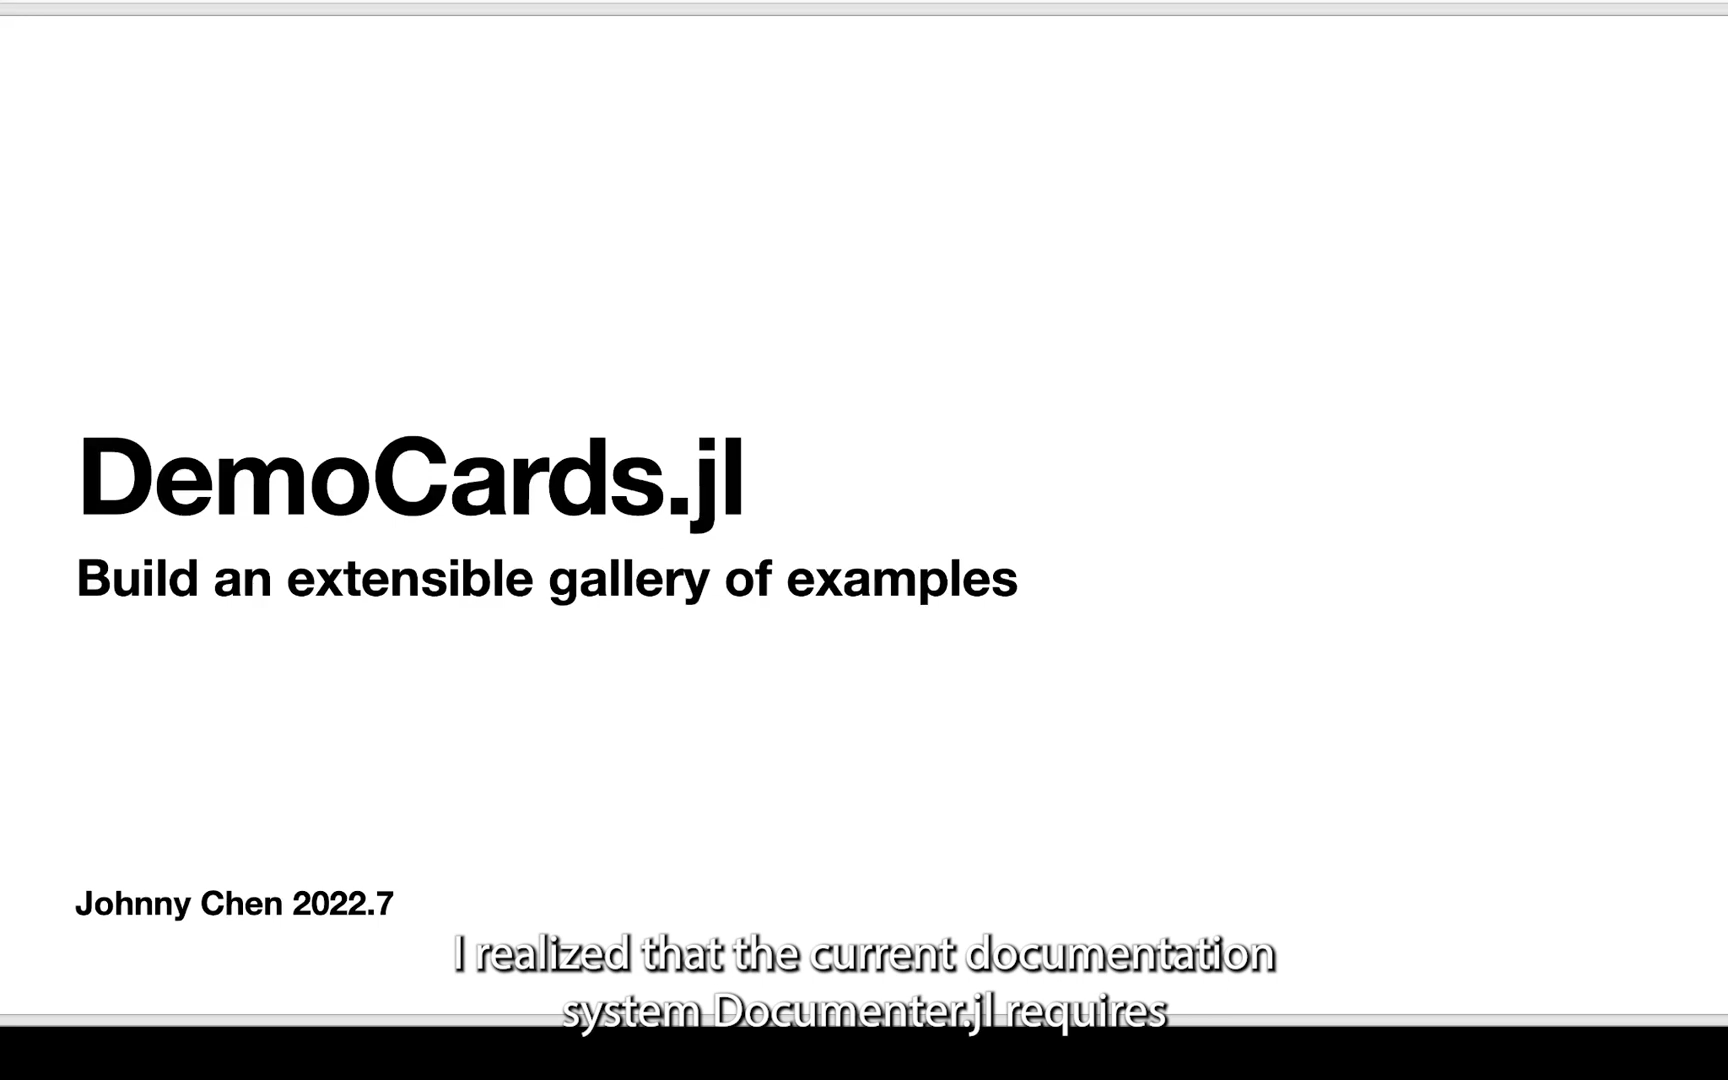 DemoCards.jl
Build an extensible gallery of examples
Johnny Chen 2022.7
I realized that the current documentation
system Documenter.jl requires